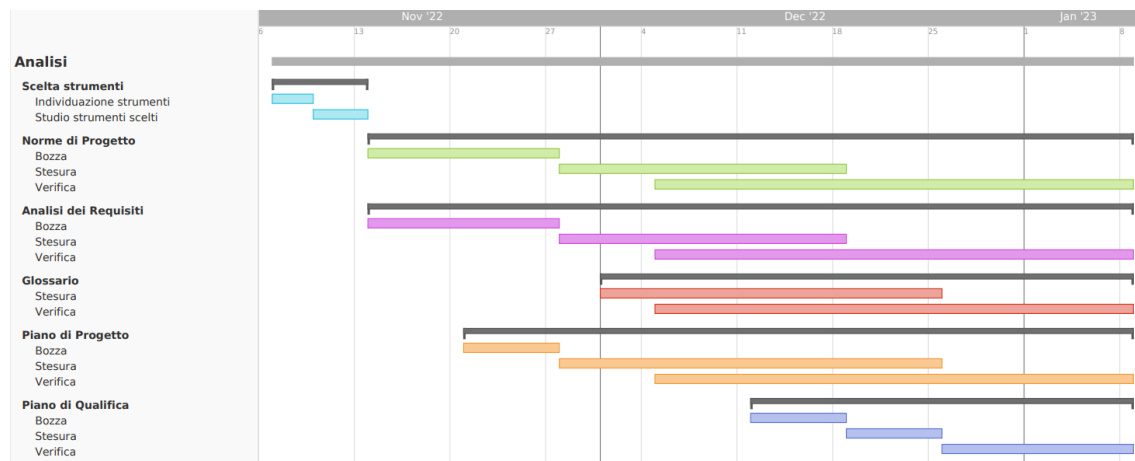 Nov '22 Dec '22 Jan '23
6 13 20 27 4 11 18 25 1 8
Analisi
Scelta strumenti
Individuazione strumenti
Studio strumenti scelti
Norme di Progetto
Bozza
Stesura
Verifica
Analisi dei Requisiti
Bozza
Stesura
Verifica
Glossario
Stesura
Verifica
Piano di Progetto
Bozza
Stesura
Verifica
Piano di Qualifica
Bozza
Stesura
Verifica